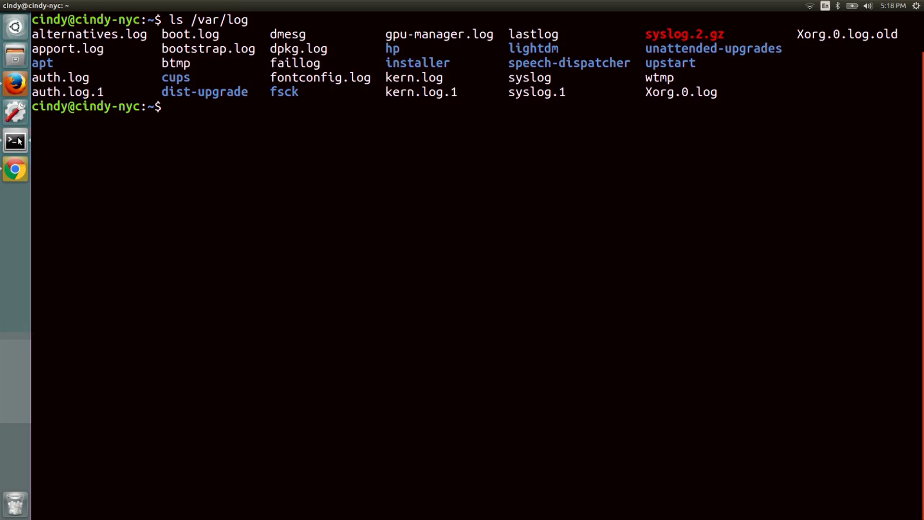 cindy@cindy-nyc: ~
En
5:18 PM
cindy@cindy-nyc:~$ ls /var/log
alternatives.log boot.log dmesg gpu-manager.log lastlog syslog.2.gz Xorg.0.log.old
apport.log bootstrap.log dpkg.log hp lightdm unattended-upgrades
apt btmp faillog installer speech-dispatcher upstart
auth.log cups fontconfig.log kern.log syslog wtmp
auth.log.1 dist-upgrade fsck kern.log.1 syslog.1 Xorg.0.log
cindy@cindy-nyc:~$